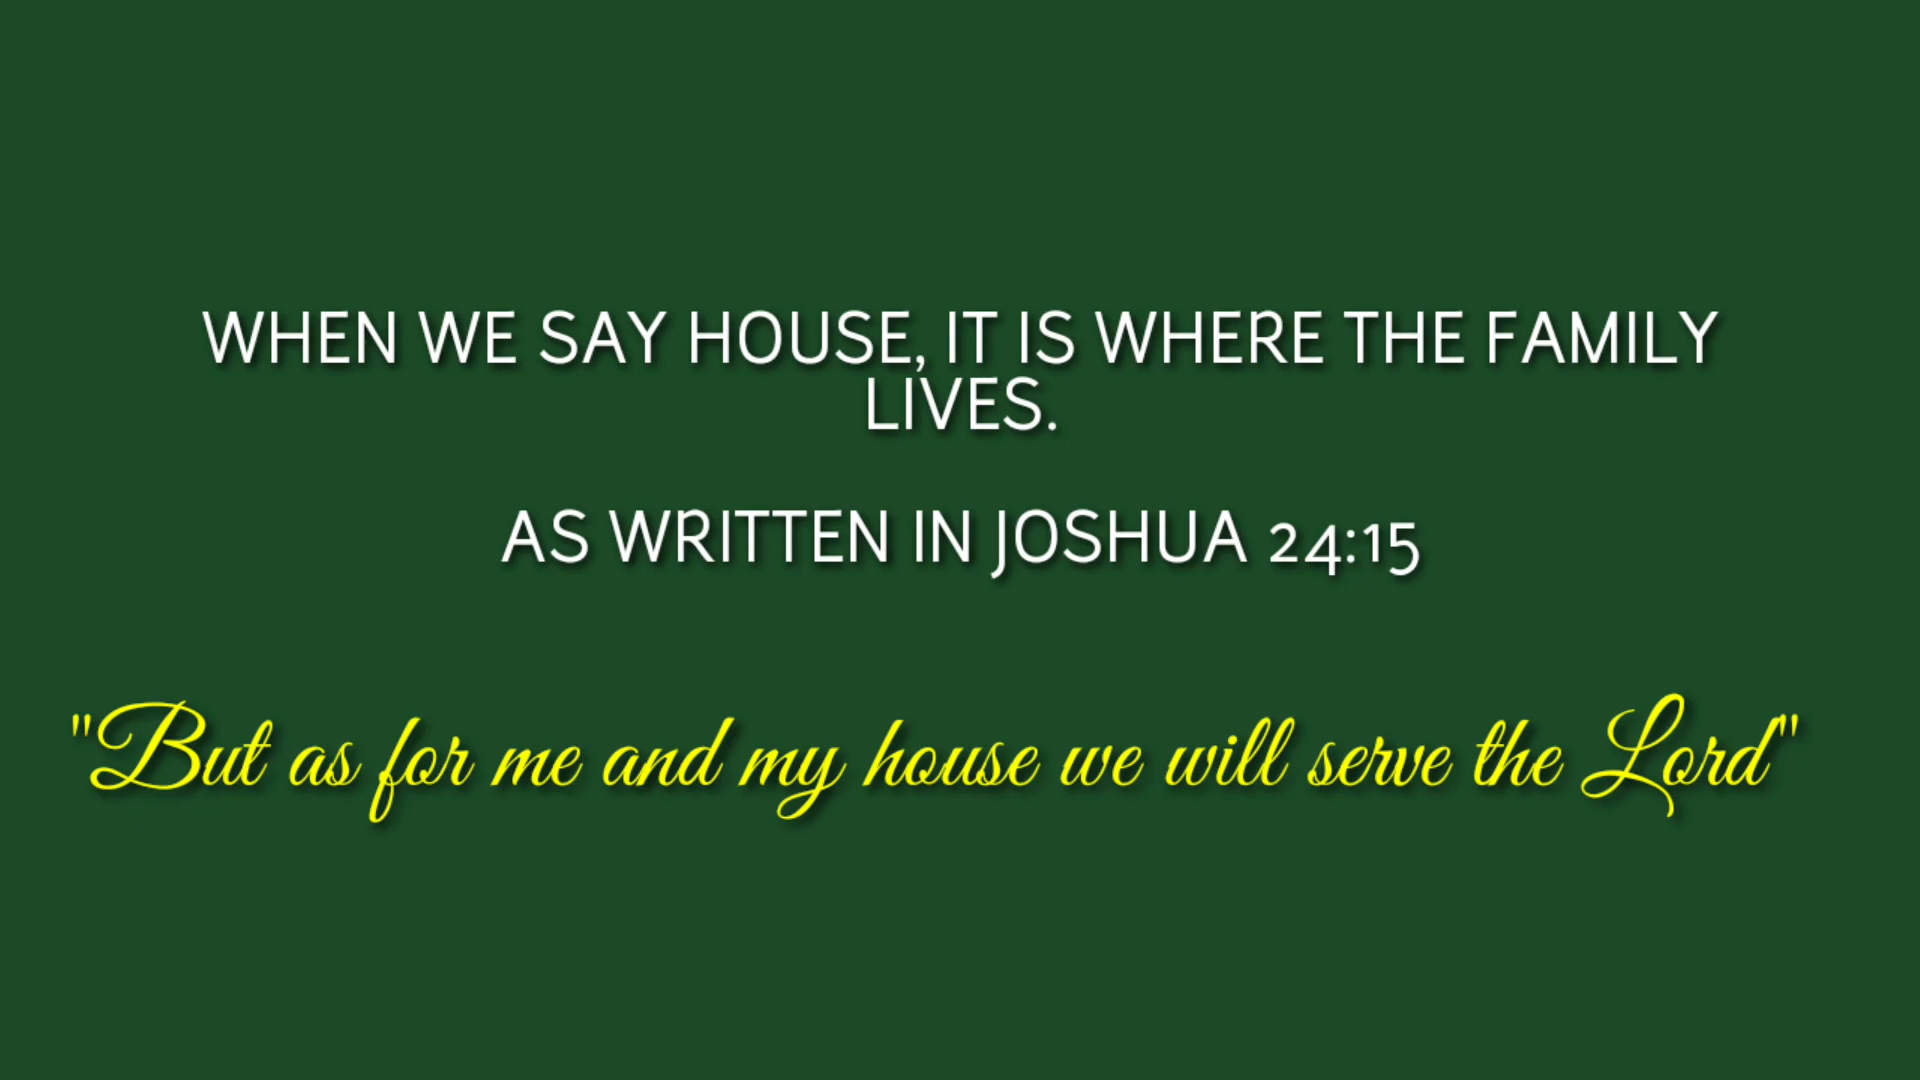 WHEN WE SAY HOUSE, IT IS WHERE THE FAMILY
LIVES.
AS WRITTEN IN JOSHUA 24:15
"But as for me and my house we will serve the Lord"